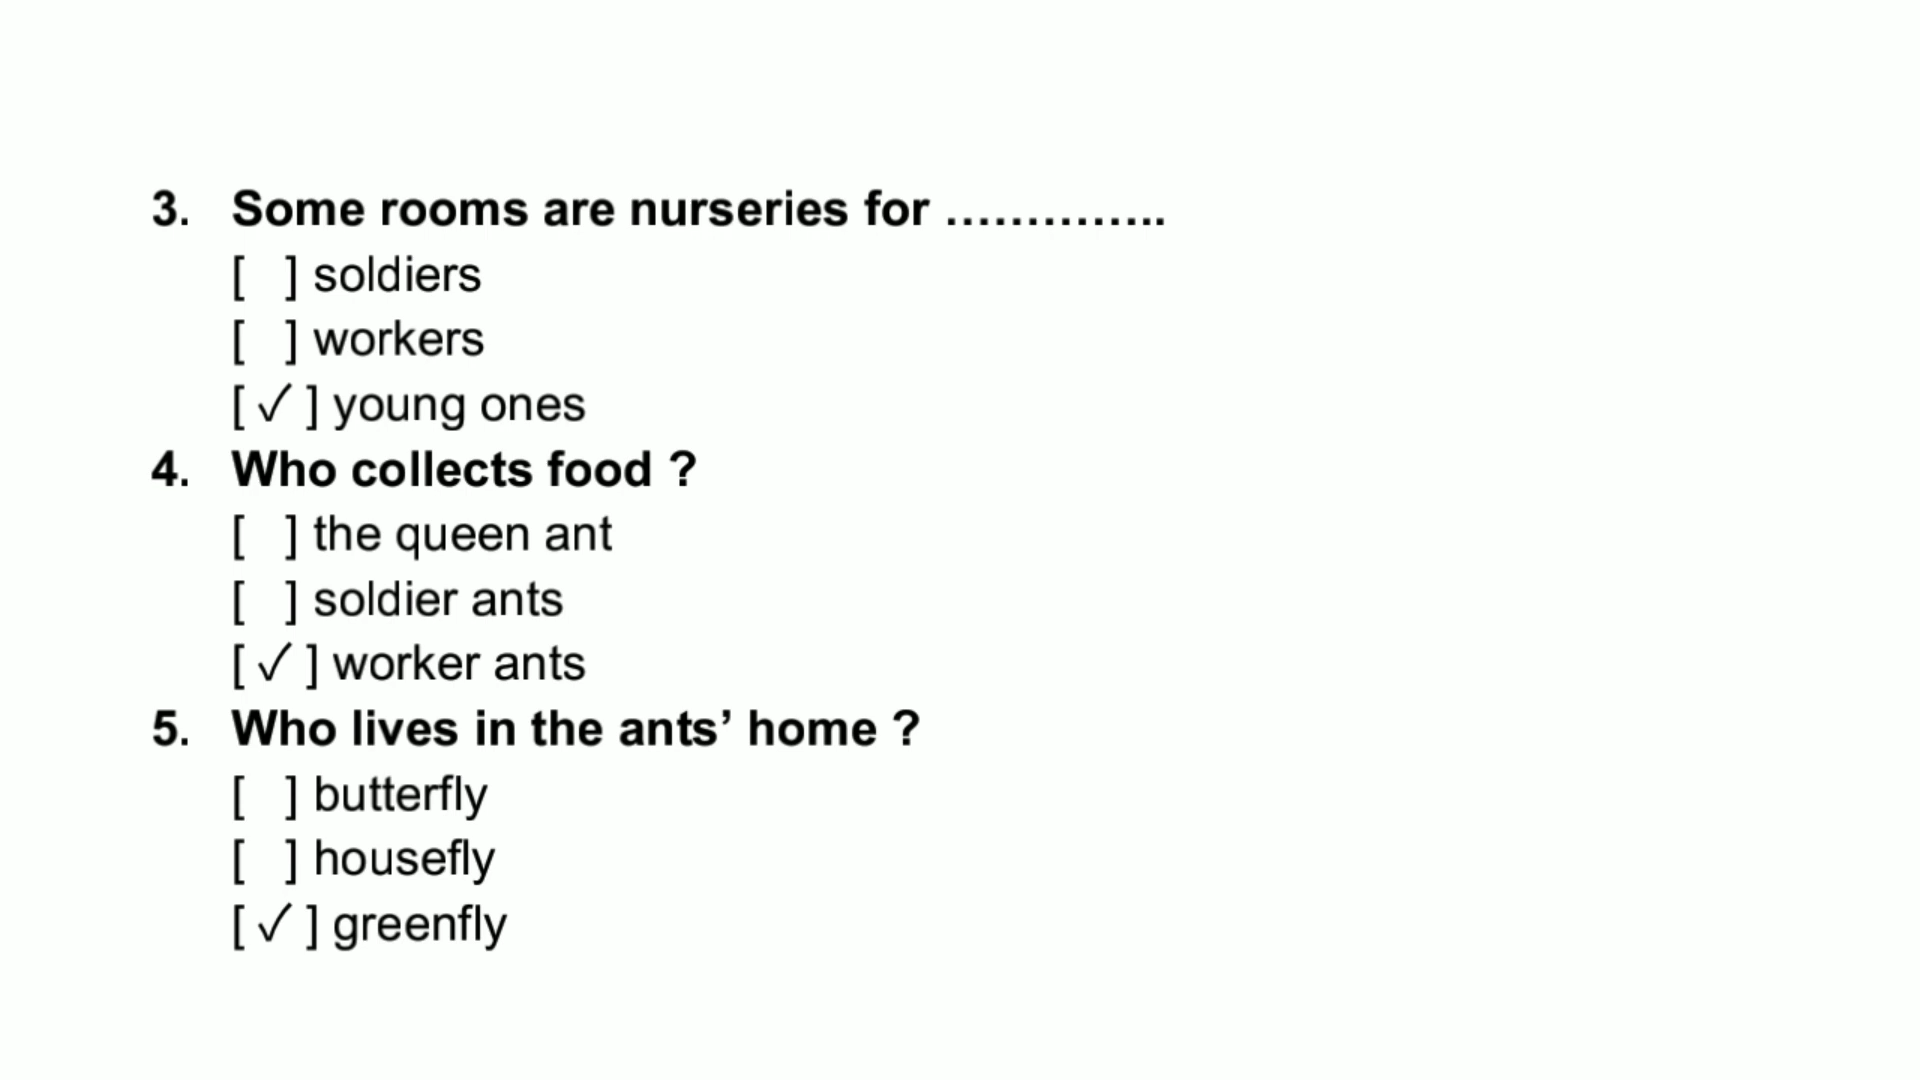 3. Some rooms are nurseries for …………..
[ ] soldiers
[ ] workers
[✓] young ones
4. Who collects food ?
[ ] the queen ant
[ ] soldier ants
[✓] worker ants
5. Who lives in the ants’ home ?
[ ] butterfly
[ ] housefly
[✓] greenfly